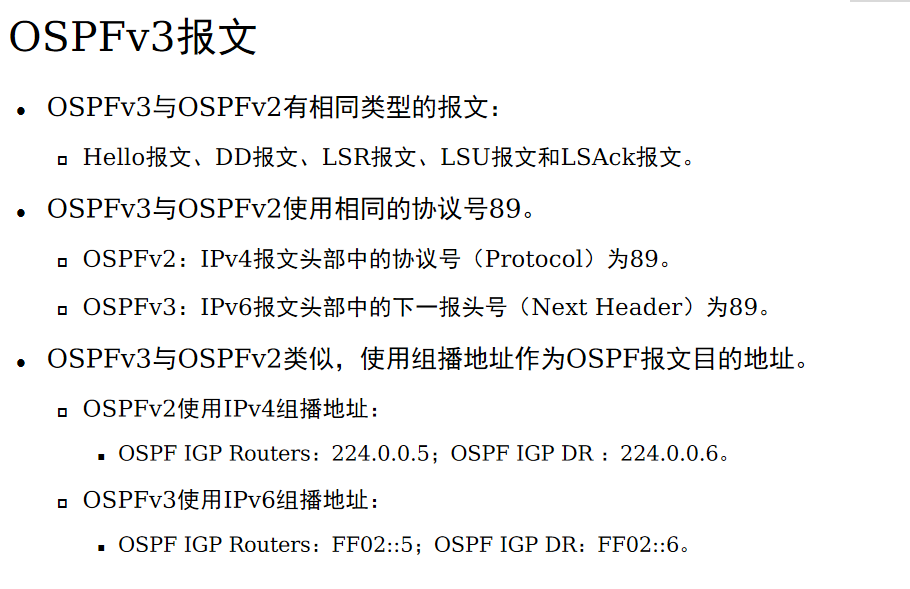 OSPFv3报文
• OSPFv3与OSPFv2有相同类型的报文：
▫ Hello报文、DD报文、LSR报文、LSU报文和LSAck报文。
• OSPFv3与OSPFv2使用相同的协议号89。
▫ OSPFv2：IPv4报文头部中的协议号（Protocol）为89。
▫ OSPFv3：IPv6报文头部中的下一报头号（Next Header）为89。
• OSPFv3与OSPFv2类似，使用组播地址作为OSPF报文目的地址。
▫ OSPFv2使用IPv4组播地址：
▪ OSPF IGP Routers：224.0.0.5；OSPF IGP DR ：224.0.0.6。
▫ OSPFv3使用IPv6组播地址：
▪ OSPF IGP Routers：FF02::5；OSPF IGP DR：FF02::6。